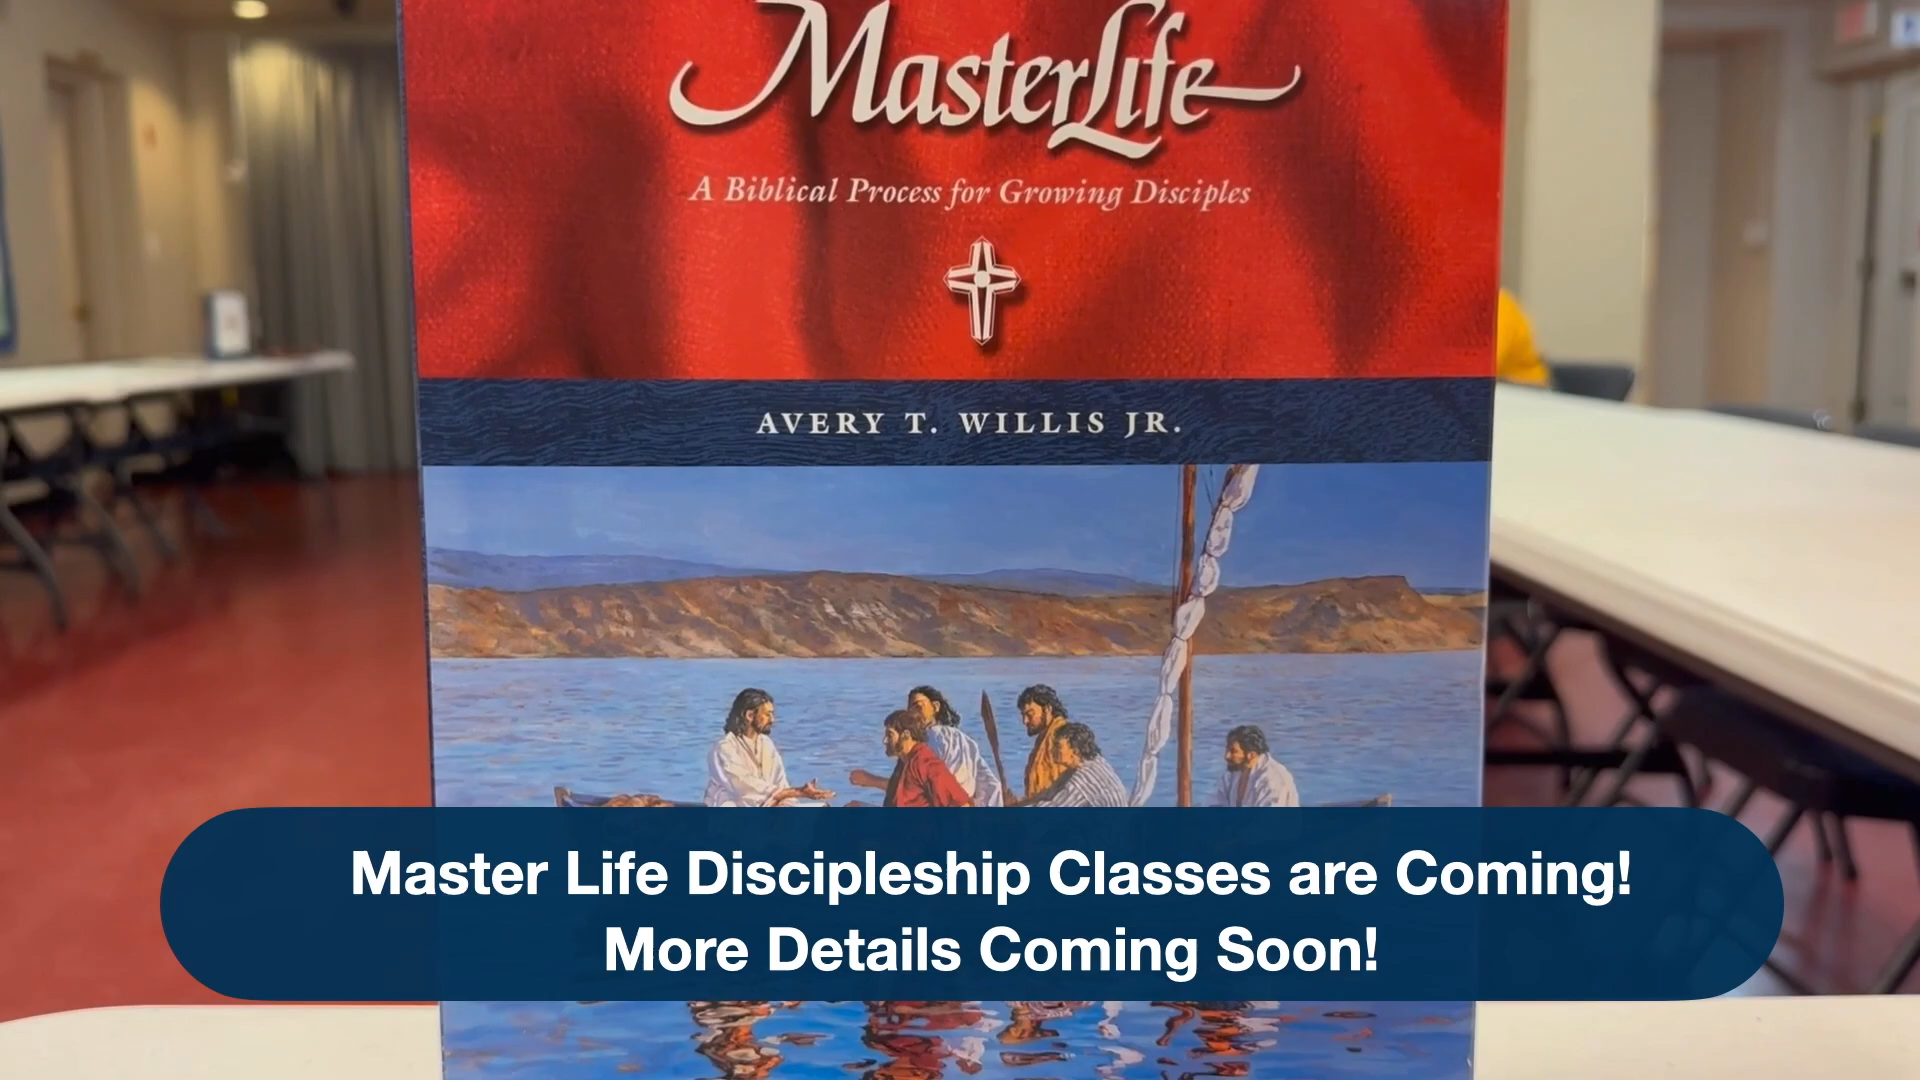 MasterLife
A Biblical Process for Growing Disciples
AVERY T. WILLIS JR.
Master Life Discipleship Classes are Coming!
More Details Coming Soon!